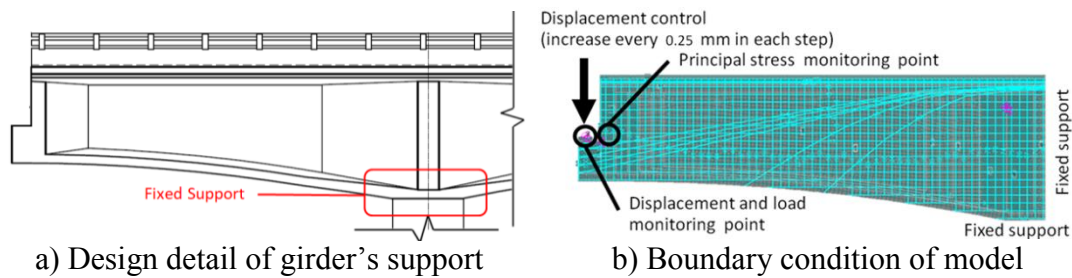 Fixed Support
a) Design detail of girder’s support
Displacement control
(increase every 0.25 mm in each step)
Principal stress monitoring point
Fixed support
Displacement and load
monitoring point
Fixed support
b) Boundary condition of model